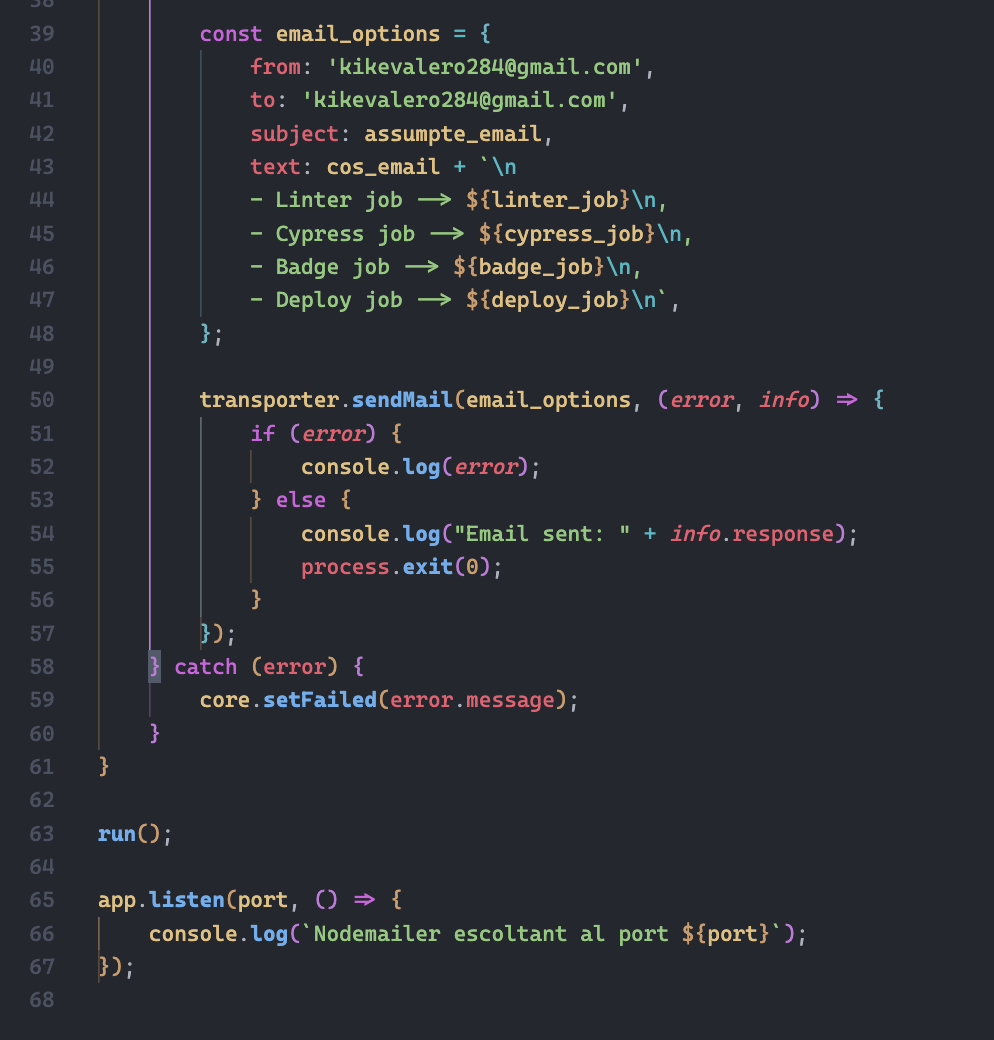 38
39 const email_options = {
40 from: 'kikevalero284@gmail.com',
41 to: 'kikevalero284@gmail.com',
42 subject: assumpte_email,
43 text: cos_email + `\n
44 - Linter job --> ${linter_job}\n,
45 - Cypress job --> ${cypress_job}\n,
46 - Badge job --> ${badge_job}\n,
47 - Deploy job --> ${deploy_job}\n`,
48 };
49
50 transporter.sendMail(email_options, (error, info) => {
51 if (error) {
52 console.log(error);
53 } else {
54 console.log("Email sent: " + info.response);
55 process.exit(0);
56 }
57 });
58 } catch (error) {
59 core.setFailed(error.message);
60 }
61 }
62
63 run();
64
65 app.listen(port, () => {
66 console.log(`Nodemailer escoltant al port ${port}`);
67 });
68